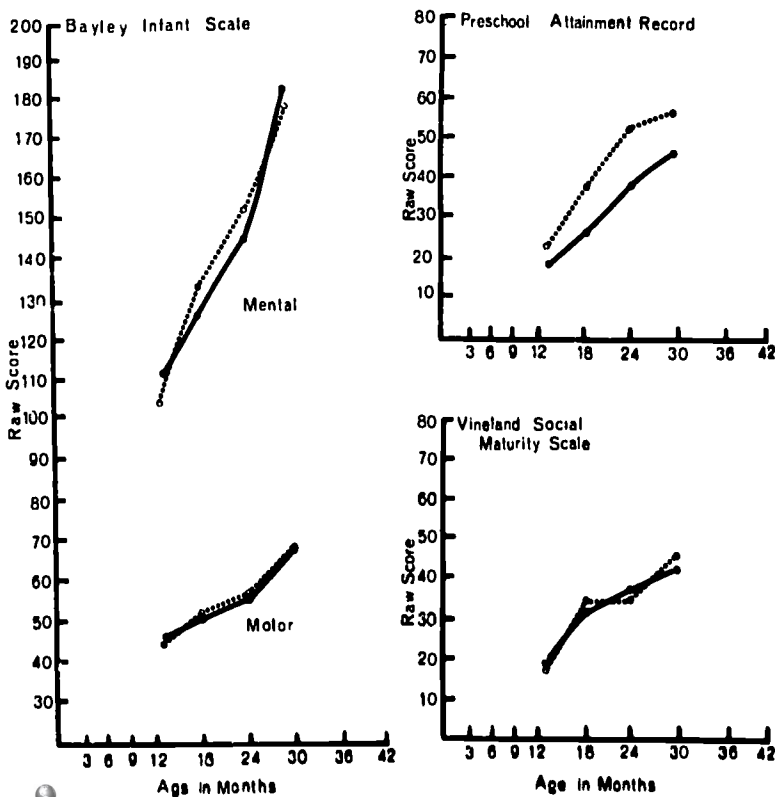 Bayley Infant Scale
200
190
180
170
160
150
140
130
120
110
100
90
80
70
60
50
40
30
Raw Score
Mental
Motor
3 6 9 12 18 24 30 36 42
Age in Months
Preschool Attainment Record
80
70
60
50
40
30
20
10
Raw Score
3 6 9 12 18 24 30 36 42
Vineland Social
Maturity Scale
80
70
60
50
40
30
20
10
Raw Score
3 6 9 12 18 24 30 36 42
Age in Months